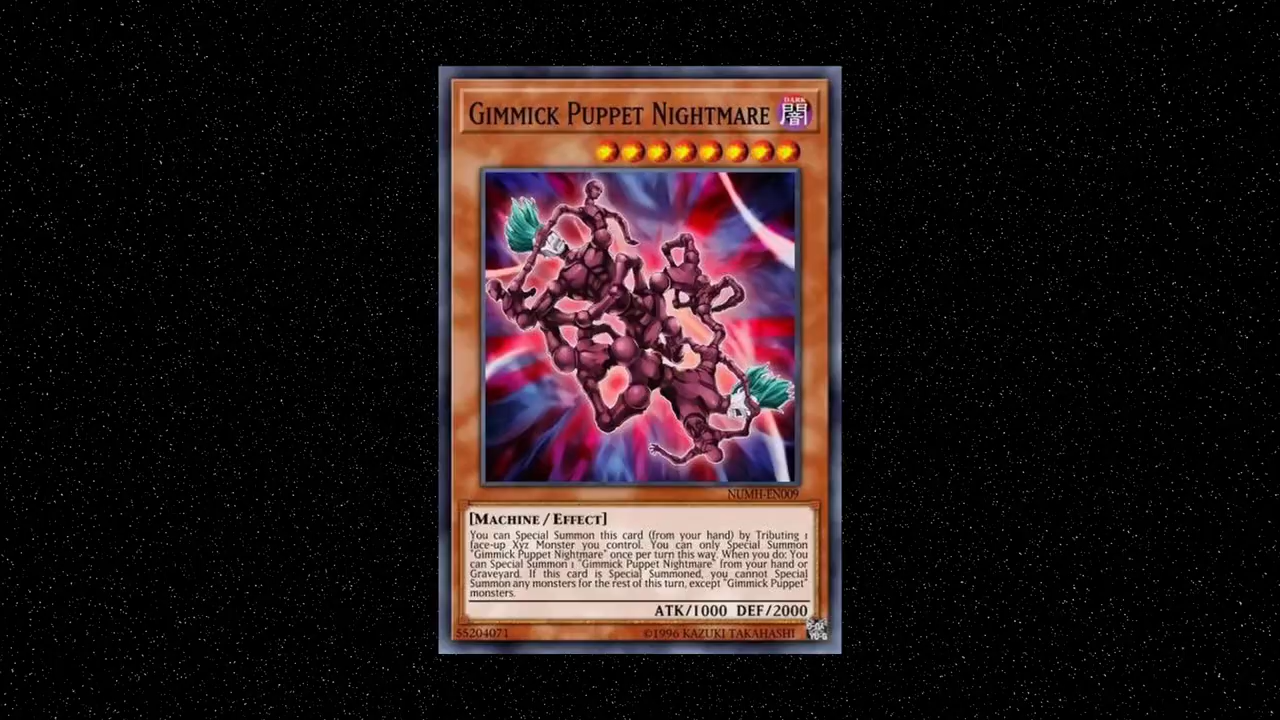 Gimmick Puppet Nightmare
DARK
闇
NUMH-EN009
[Machine / Effect]
You can Special Summon this card (from your hand) by Tributing 1
face-up Xyz Monster you control. You can only Special Summon
"Gimmick Puppet Nightmare" once per turn this way. When you do: You
can Special Summon 1 "Gimmick Puppet Nightmare" from your hand or
Graveyard. If this card is Special Summoned, you cannot Special
Summon any monsters for the rest of this turn, except "Gimmick Puppet"
monsters.
ATK/1000 DEF/2000
55204071
©1996 KAZUKI TAKAHASHI